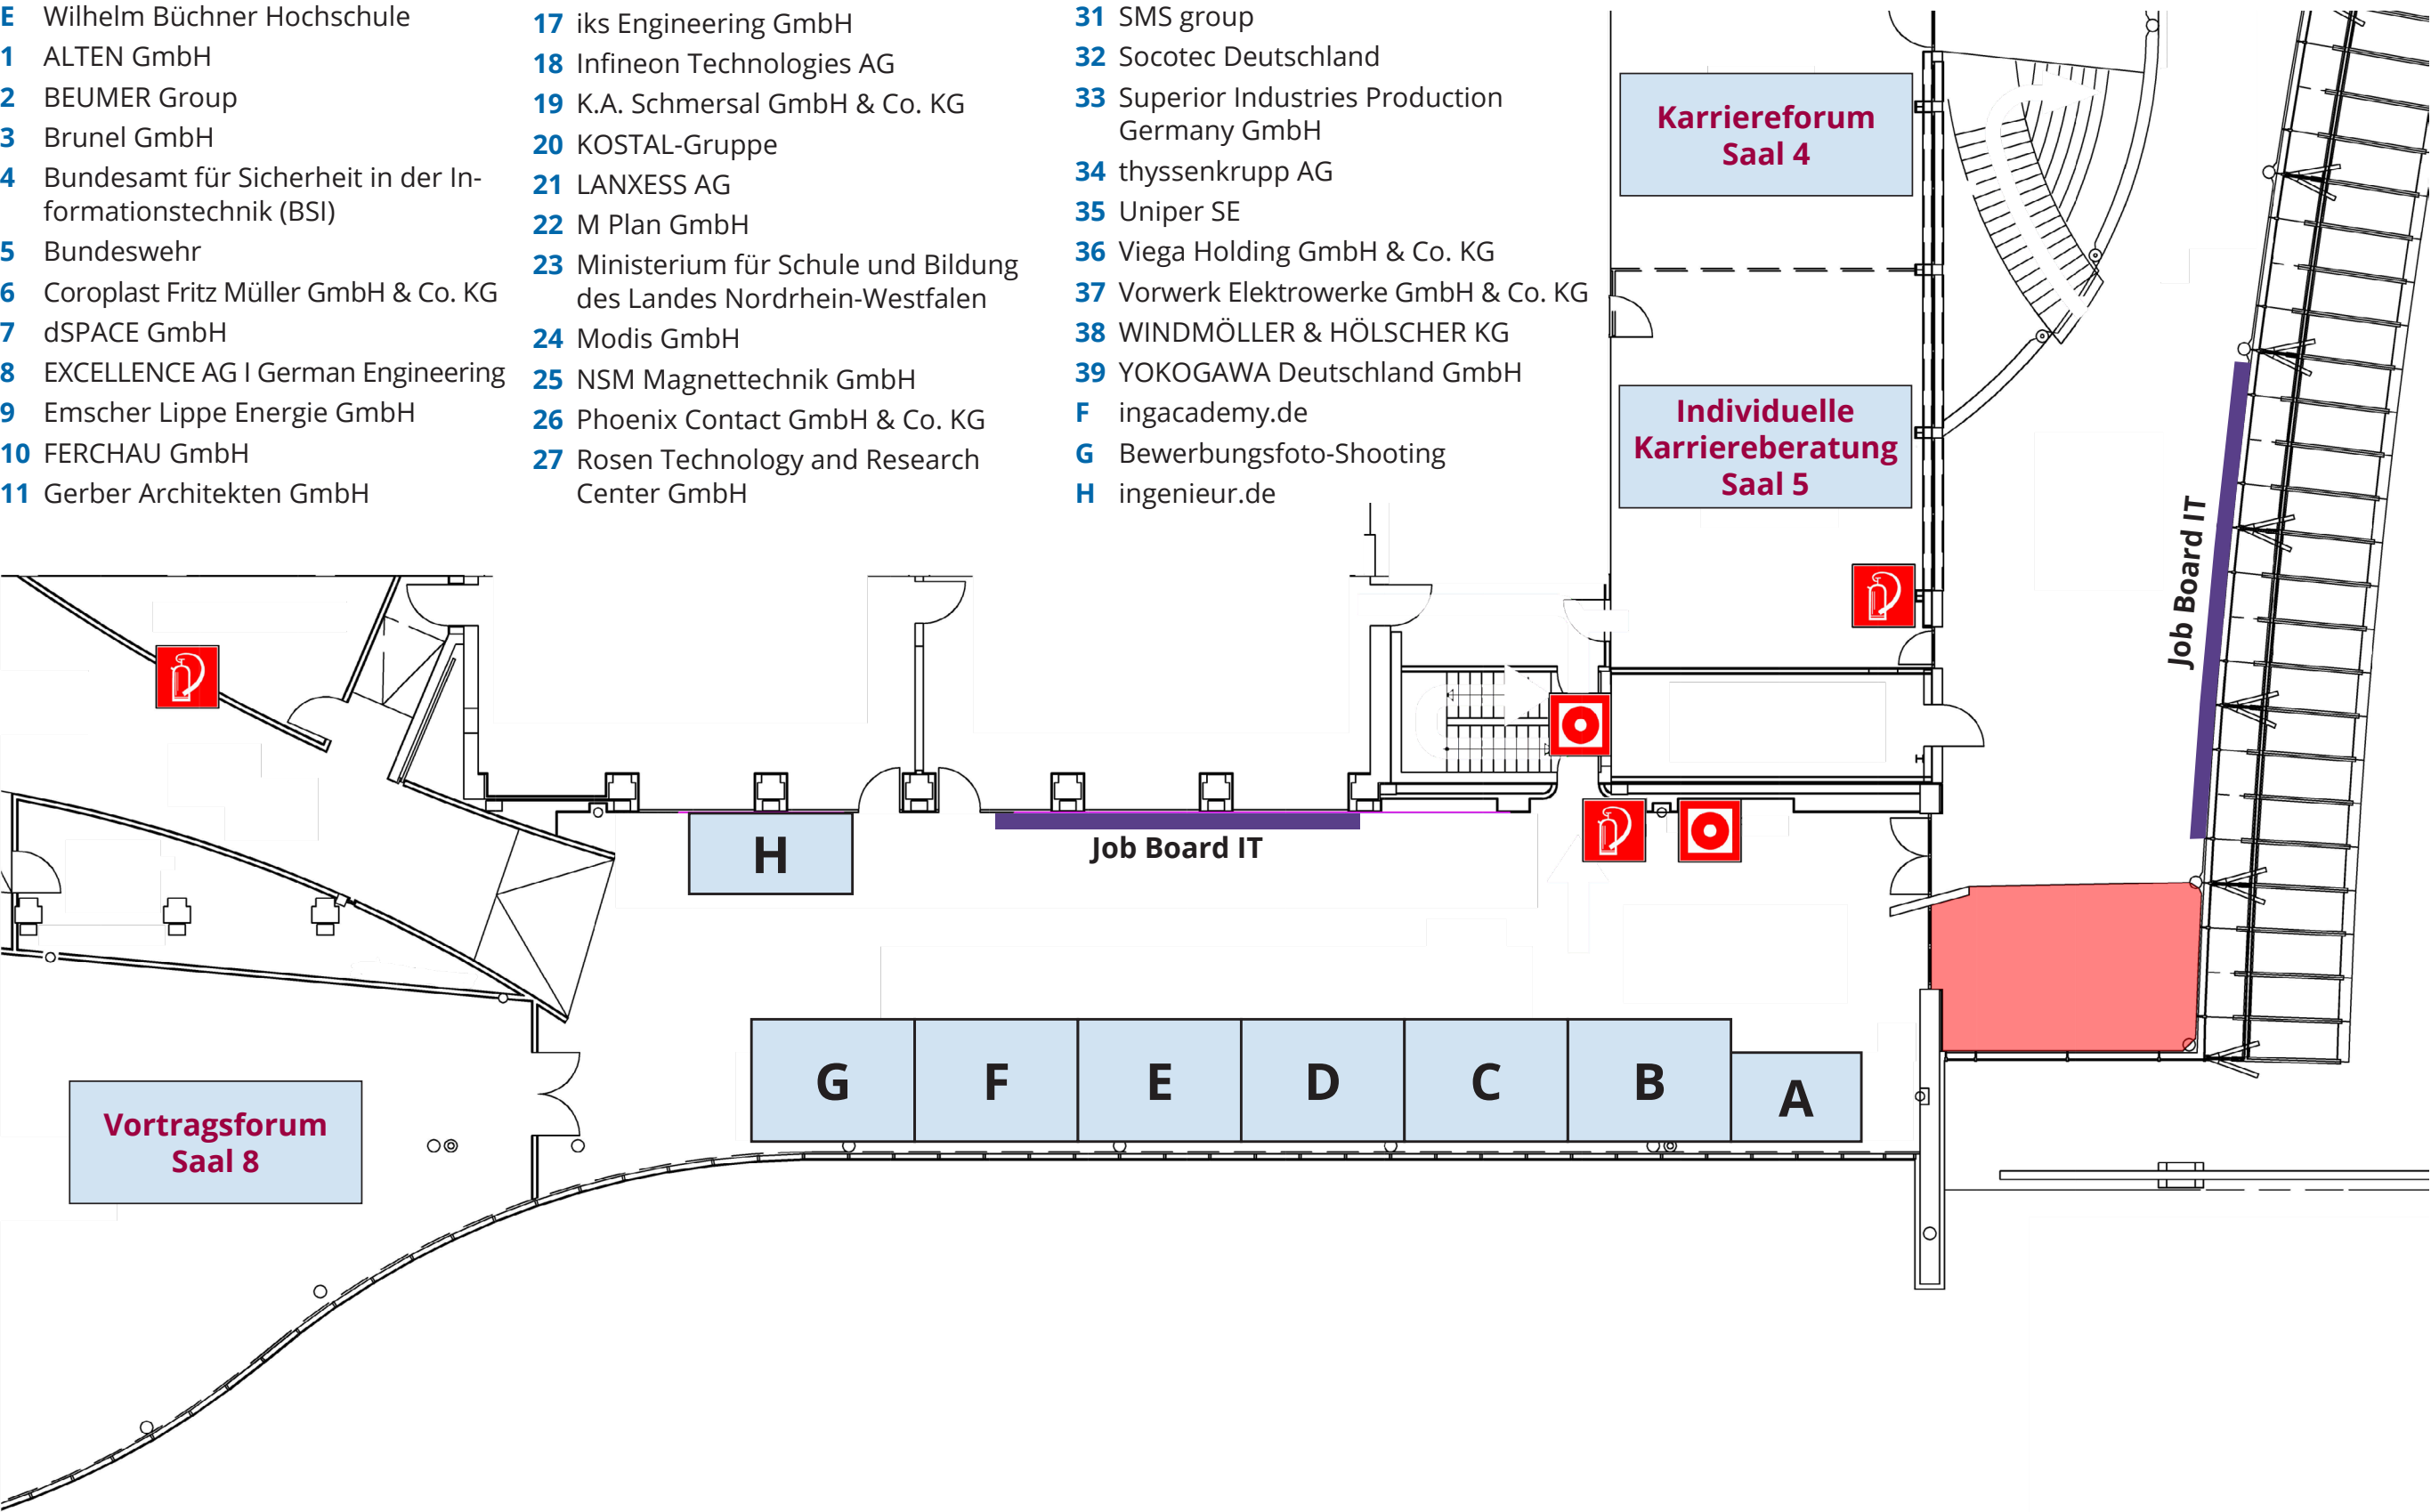 E Wilhelm Büchner Hochschule
1 ALTEN GmbH
2 BEUMER Group
3 Brunel GmbH
4 Bundesamt für Sicherheit in der In-
formationstechnik (BSI)
5 Bundeswehr
6 Coroplast Fritz Müller GmbH & Co. KG
7 dSPACE GmbH
8 EXCELLENCE AG I German Engineering
9 Emscher Lippe Energie GmbH
10 FERCHAU GmbH
11 Gerber Architekten GmbH
17 iks Engineering GmbH
18 Infineon Technologies AG
19 K.A. Schmersal GmbH & Co. KG
20 KOSTAL-Gruppe
21 LANXESS AG
22 M Plan GmbH
23 Ministerium für Schule und Bildung
des Landes Nordrhein-Westfalen
24 Modis GmbH
25 NSM Magnettechnik GmbH
26 Phoenix Contact GmbH & Co. KG
27 Rosen Technology and Research
Center GmbH
31 SMS group
32 Socotec Deutschland
33 Superior Industries Production
Germany GmbH
34 thyssenkrupp AG
35 Uniper SE
36 Viega Holding GmbH & Co. KG
37 Vorwerk Elektrowerke GmbH & Co. KG
38 WINDMÖLLER & HÖLSCHER KG
39 YOKOGAWA Deutschland GmbH
F ingacademy.de
G Bewerbungsfoto-Shooting
H ingenieur.de
Karriereforum
Saal 4
Individuelle
Karriereberatung
Saal 5
Job Board IT
H
Job Board IT
G F E D C B A
Vortragsforum
Saal 8